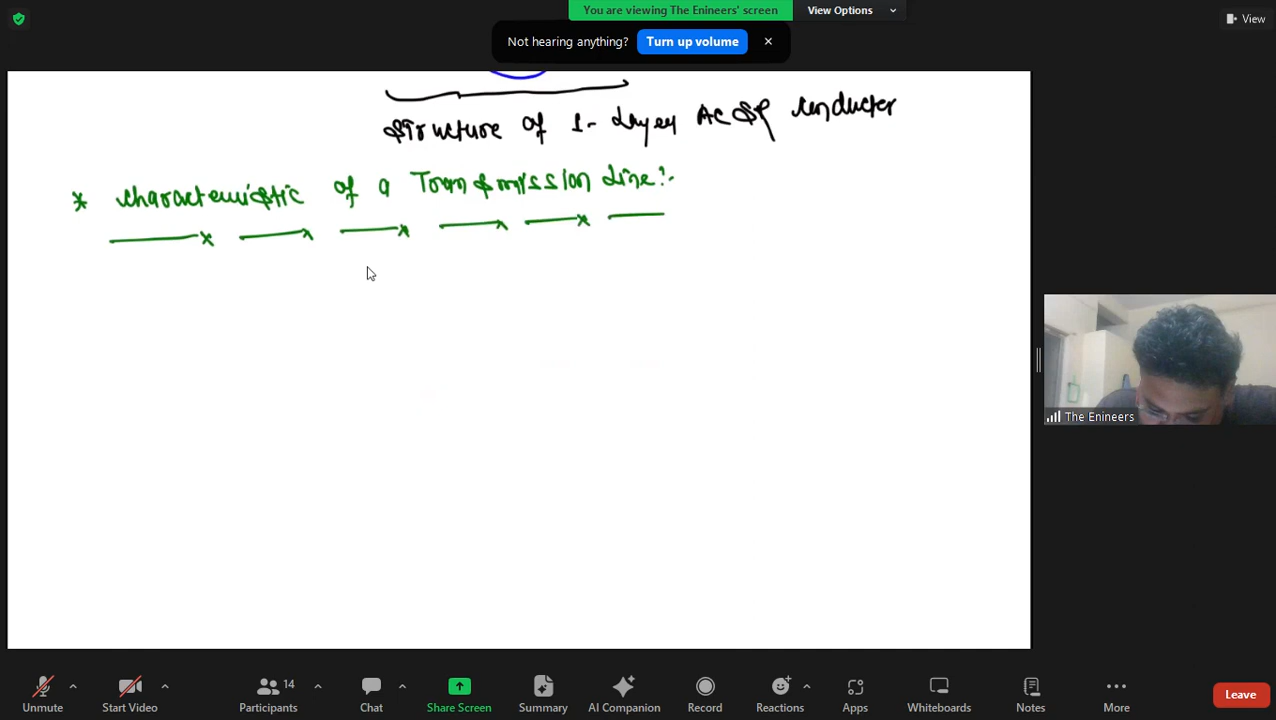 You are viewing The Enineers' screen
View Options
View
Not hearing anything?
Turn up volume
Structure of 1-Layer ACSR conductor
* Characteristic of a Transmission Line:-
The Enineers
Unmute
Start Video
14
Participants
Chat
Share Screen
Summary
AI Companion
Record
Reactions
Apps
Whiteboards
Notes
More
Leave